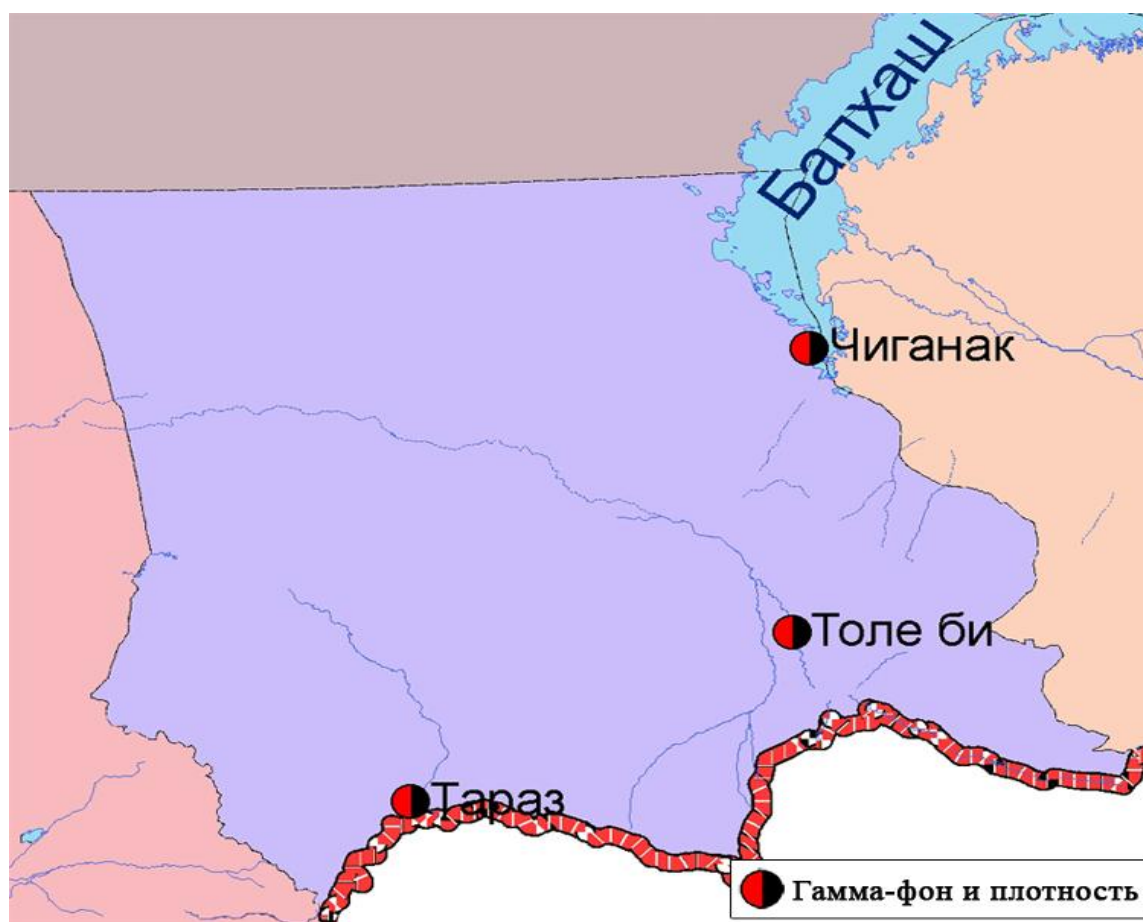 Балхаш
Чиганак
Толе би
Тараз
Гамма-фон и плотность